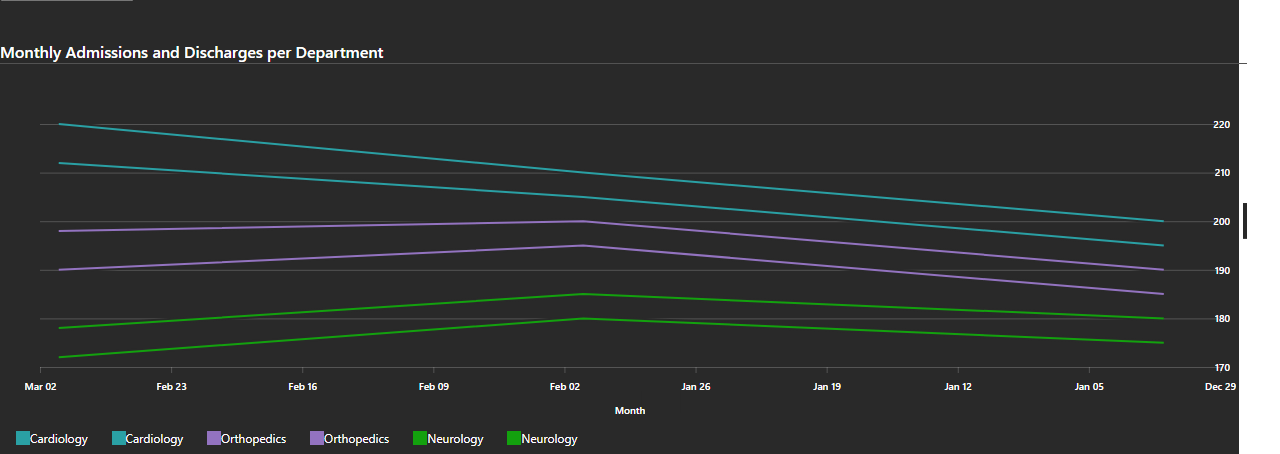 Monthly Admissions and Discharges per Department
220
210
200
190
180
170
Mar 02 Feb 23 Feb 16 Feb 09 Feb 02 Jan 26 Jan 19 Jan 12 Jan 05 Dec 29
Month
Cardiology Cardiology Orthopedics Orthopedics Neurology Neurology